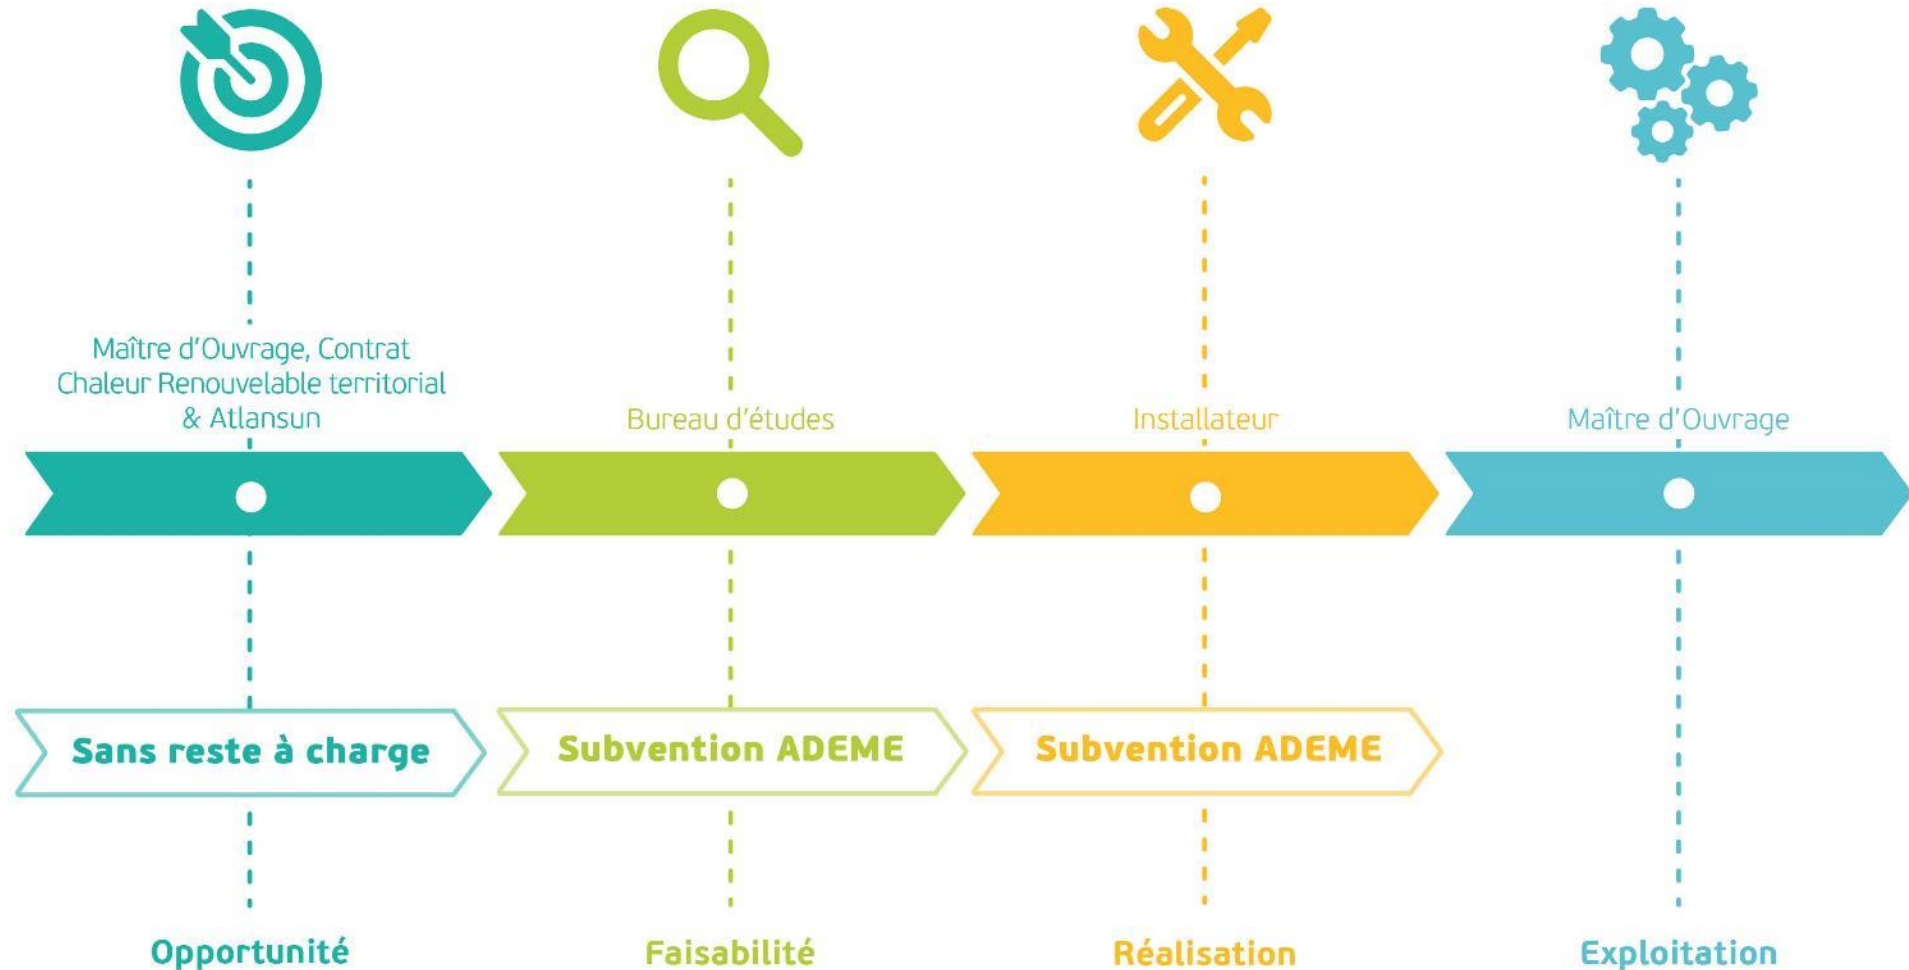 Maître d'Ouvrage, Contrat
Chaleur Renouvelable territorial
& Atlansun
Bureau d'études
Installateur
Maître d'Ouvrage
Sans reste à charge
Subvention ADEME
Subvention ADEME
Opportunité
Faisabilité
Réalisation
Exploitation